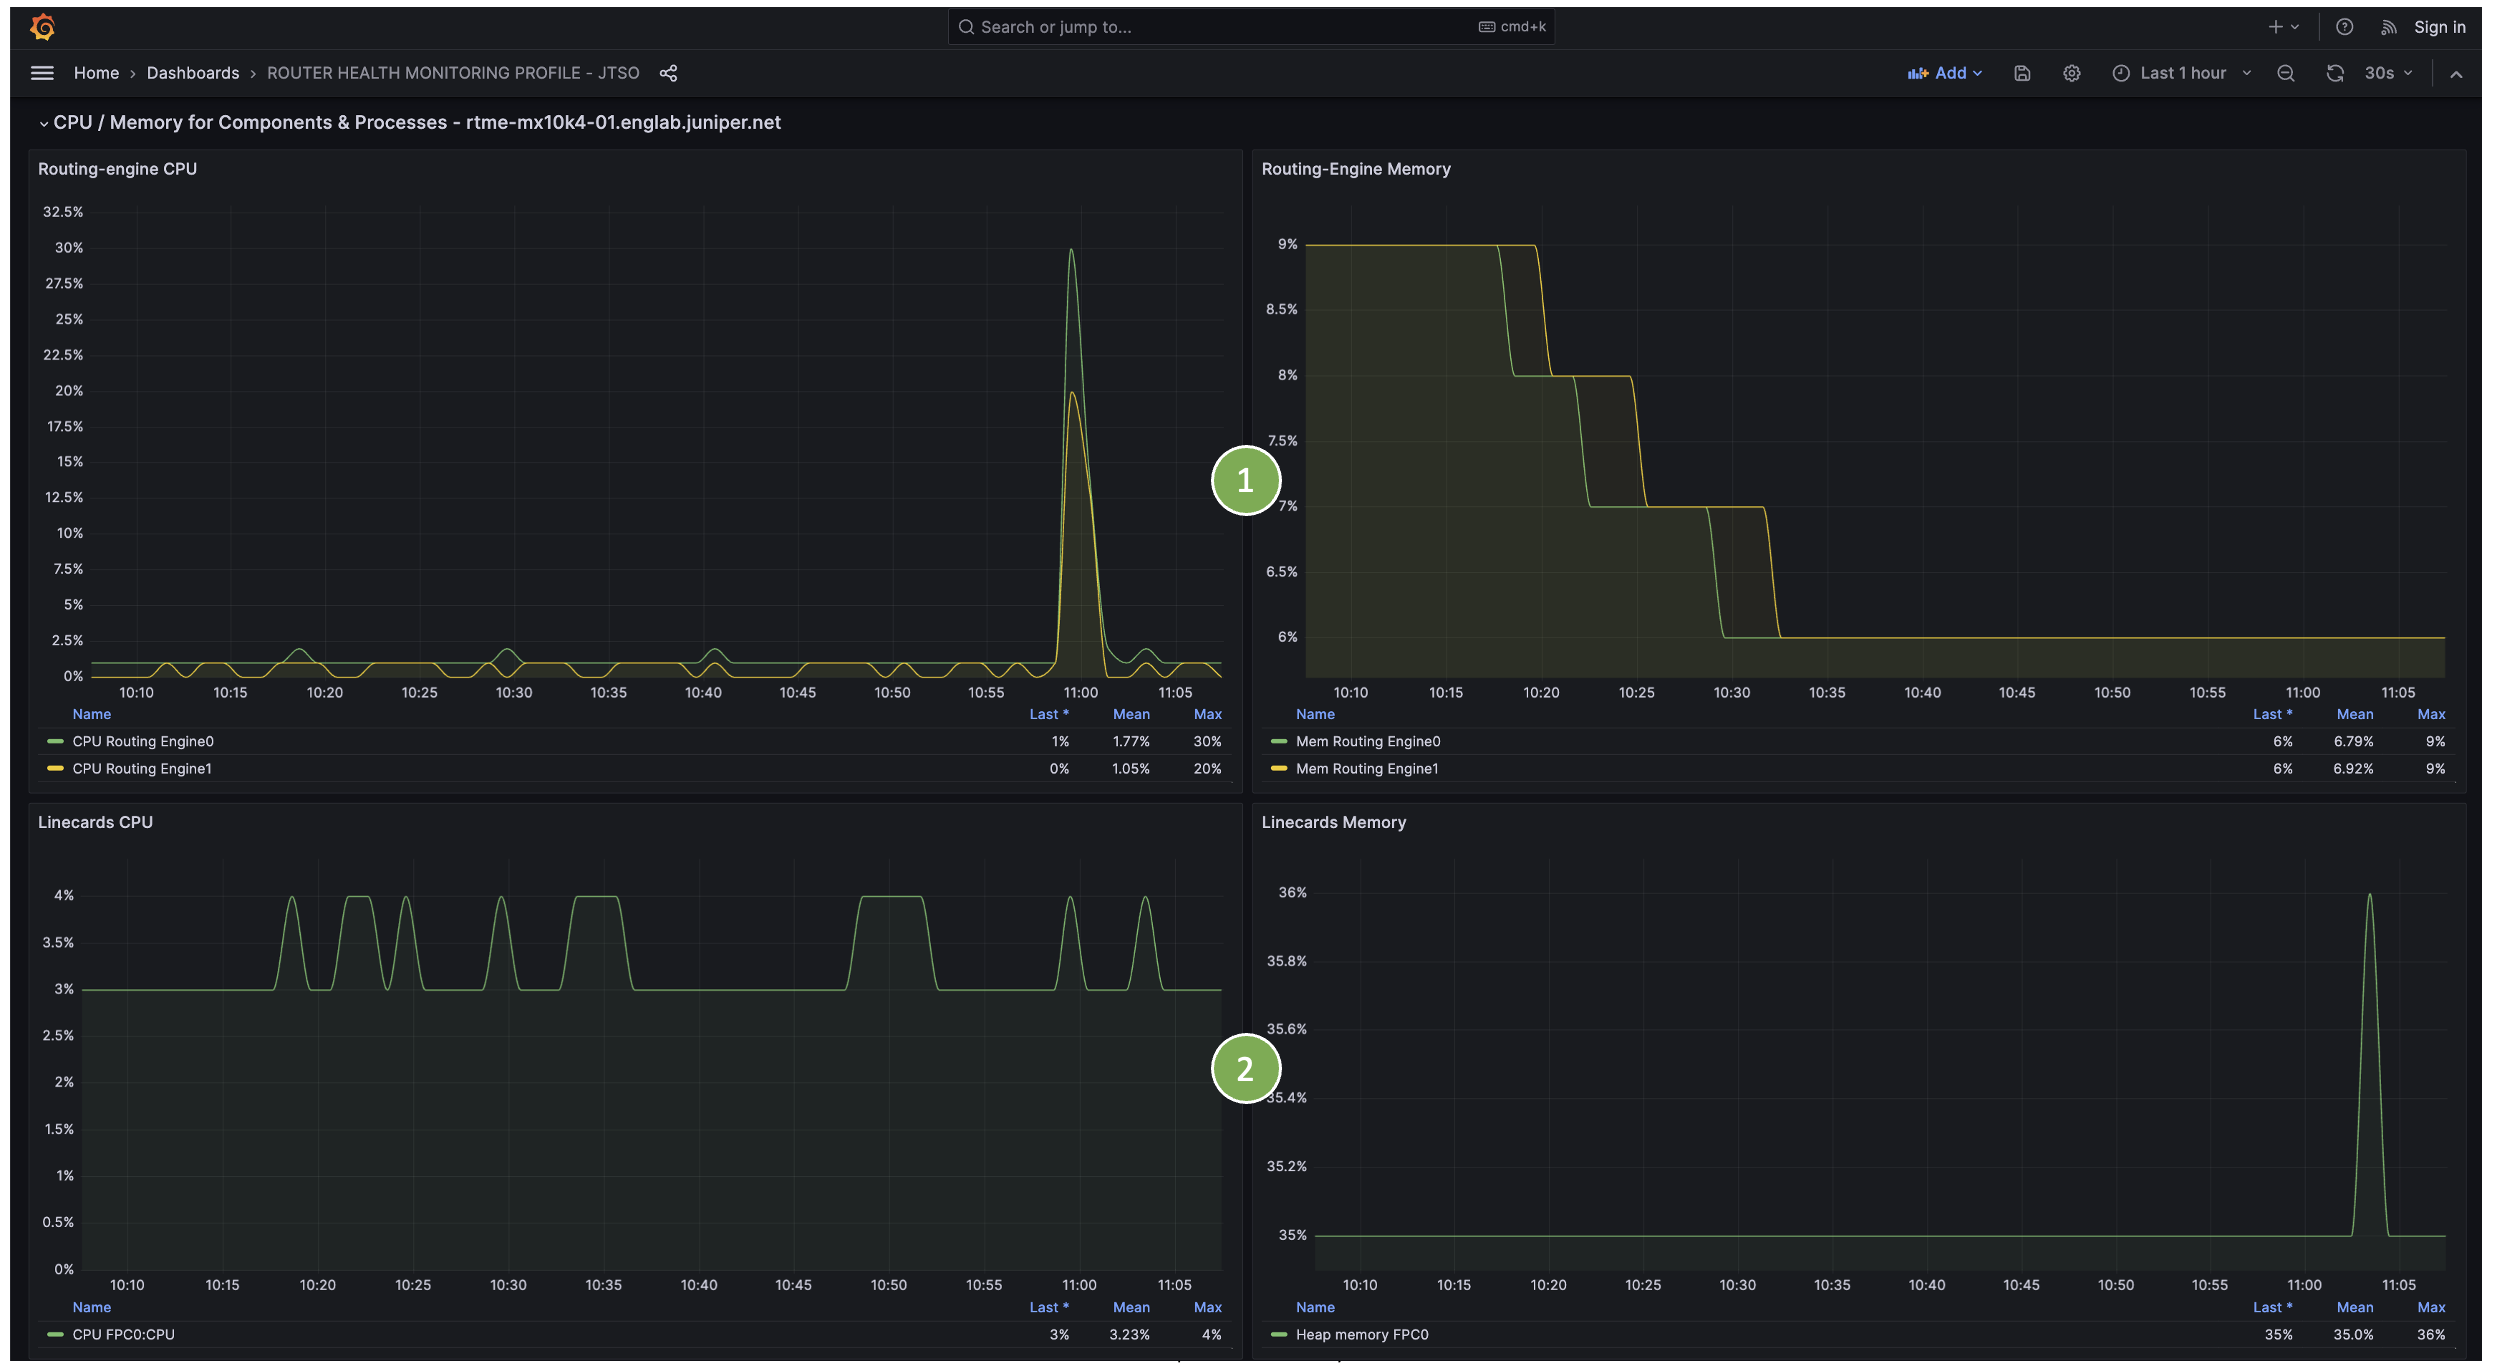 Search or jump to...
cmd+k
Sign in
Home > Dashboards > ROUTER HEALTH MONITORING PROFILE - JTSO
Add
Last 1 hour
30s
CPU / Memory for Components & Processes - rtme-mx10k4-01.englab.juniper.net
Routing-engine CPU
32.5%
30%
27.5%
25%
22.5%
20%
17.5%
15%
12.5%
10%
7.5%
5%
2.5%
0%
10:10 10:15 10:20 10:25 10:30 10:35 10:40 10:45 10:50 10:55 11:00 11:05
Name Last * Mean Max
CPU Routing Engine0 1% 1.77% 30%
CPU Routing Engine1 0% 1.05% 20%
1
Routing-Engine Memory
9%
8.5%
8%
7.5%
7%
6.5%
6%
10:10 10:15 10:20 10:25 10:30 10:35 10:40 10:45 10:50 10:55 11:00 11:05
Name Last * Mean Max
Mem Routing Engine0 6% 6.79% 9%
Mem Routing Engine1 6% 6.92% 9%
Linecards CPU
4%
3.5%
3%
2.5%
2%
1.5%
1%
0.5%
0%
10:10 10:15 10:20 10:25 10:30 10:35 10:40 10:45 10:50 10:55 11:00 11:05
Name Last * Mean Max
CPU FPC0:CPU 3% 3.23% 4%
2
Linecards Memory
36%
35.8%
35.6%
35.4%
35.2%
35%
10:10 10:15 10:20 10:25 10:30 10:35 10:40 10:45 10:50 10:55 11:00 11:05
Name Last * Mean Max
Heap memory FPC0 35% 35.0% 36%